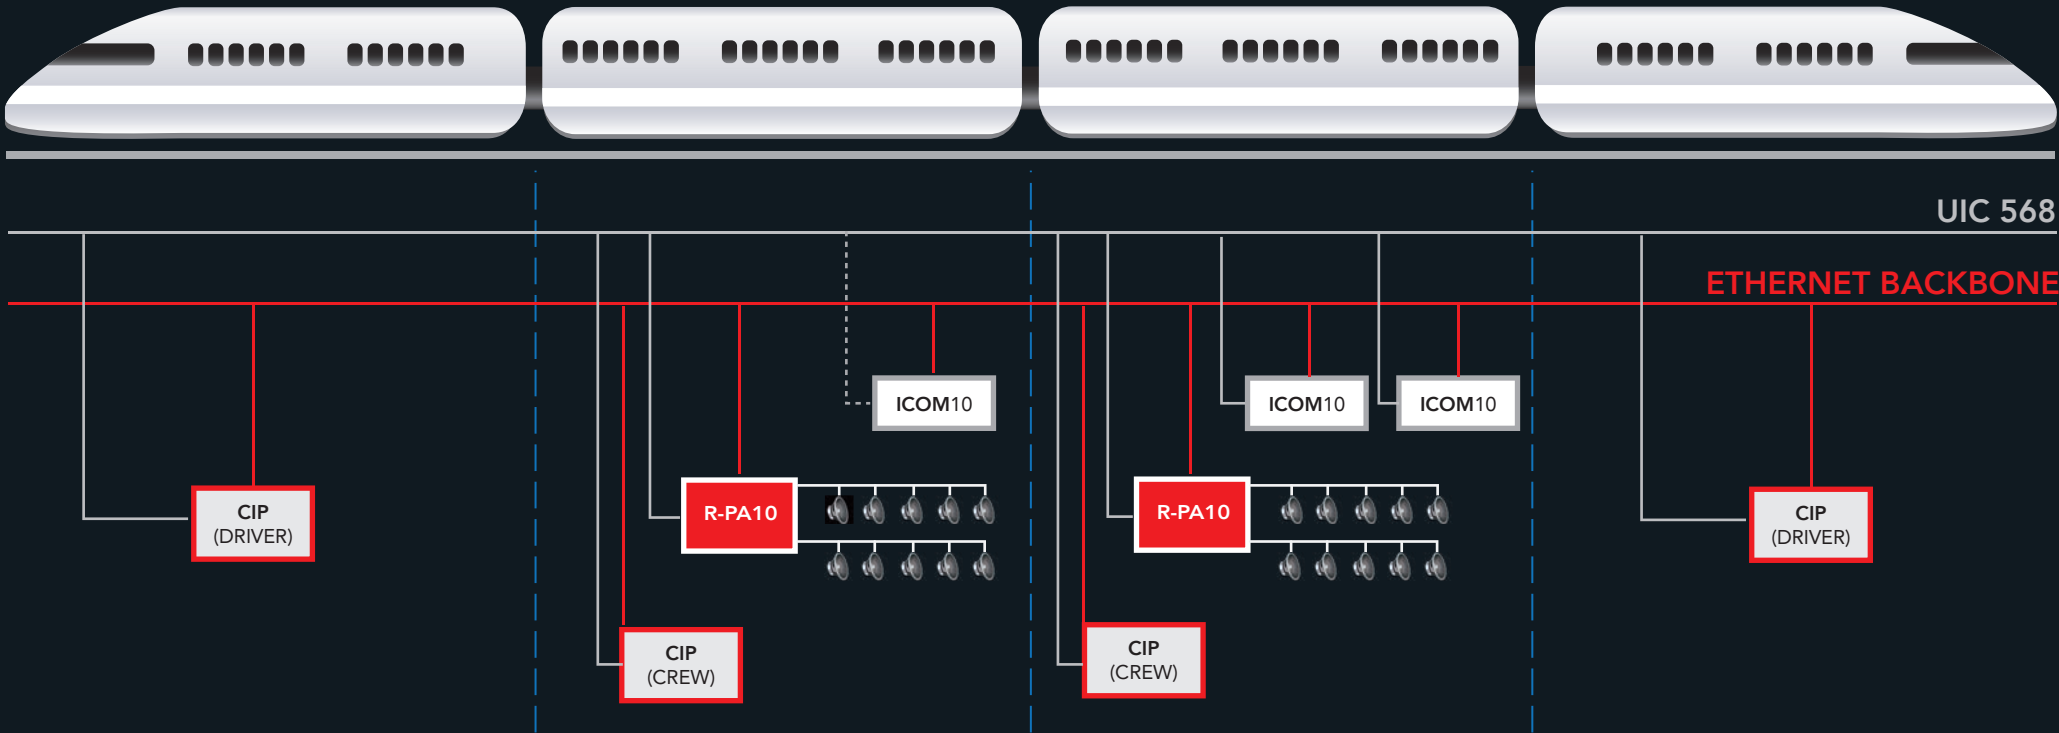 UIC 568
ETHERNET BACKBONE
ICOM10
ICOM10
ICOM10
CIP
(DRIVER)
R-PA10
R-PA10
CIP
(DRIVER)
CIP
(CREW)
CIP
(CREW)